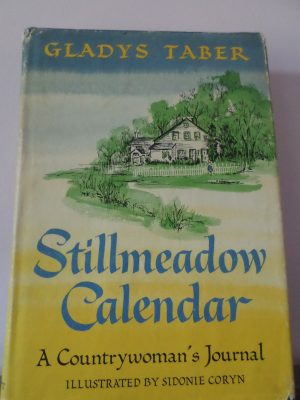 GLADYS TABER
Stillmeadow
Calendar
A Countrywoman's Journal
ILLUSTRATED BY SIDONIE CORYN